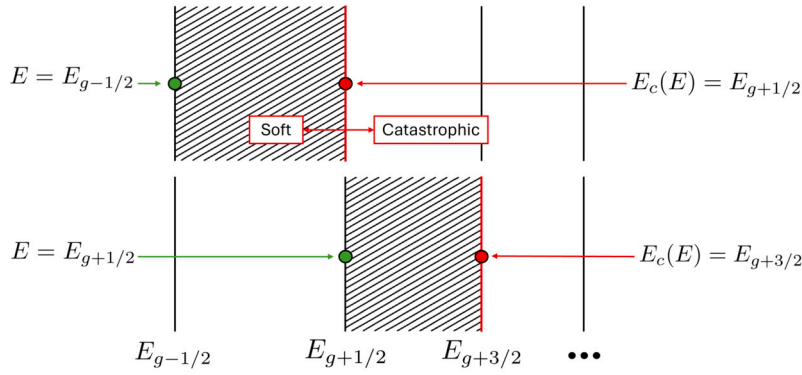 E = E_{g-1/2}
E_c(E) = E_{g+1/2}
Soft
Catastrophic
E = E_{g+1/2}
E_c(E) = E_{g+3/2}
E_{g-1/2} E_{g+1/2} E_{g+3/2} •••